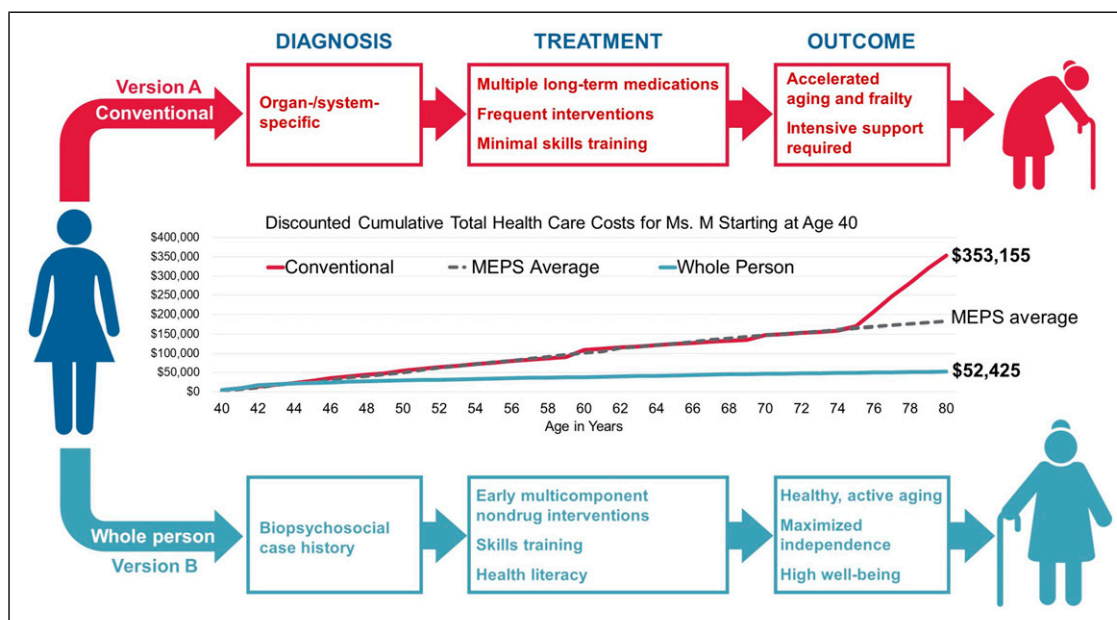 DIAGNOSIS
TREATMENT
OUTCOME
Version A
Conventional
Organ-/system-
specific
Multiple long-term medications
Frequent interventions
Minimal skills training
Accelerated
aging and frailty
Intensive support
required
Discounted Cumulative Total Health Care Costs for Ms. M Starting at Age 40
$400,000
$350,000
$300,000
$250,000
$200,000
$150,000
$100,000
$50,000
$0
Conventional
MEPS Average
Whole Person
$353,155
MEPS average
$52,425
40 42 44 46 48 50 52 54 56 58 60 62 64 66 68 70 72 74 76 78 80
Age in Years
Whole person
Version B
Biopsychosocial
case history
Early multicomponent
nondrug interventions
Skills training
Health literacy
Healthy, active aging
Maximized
independence
High well-being